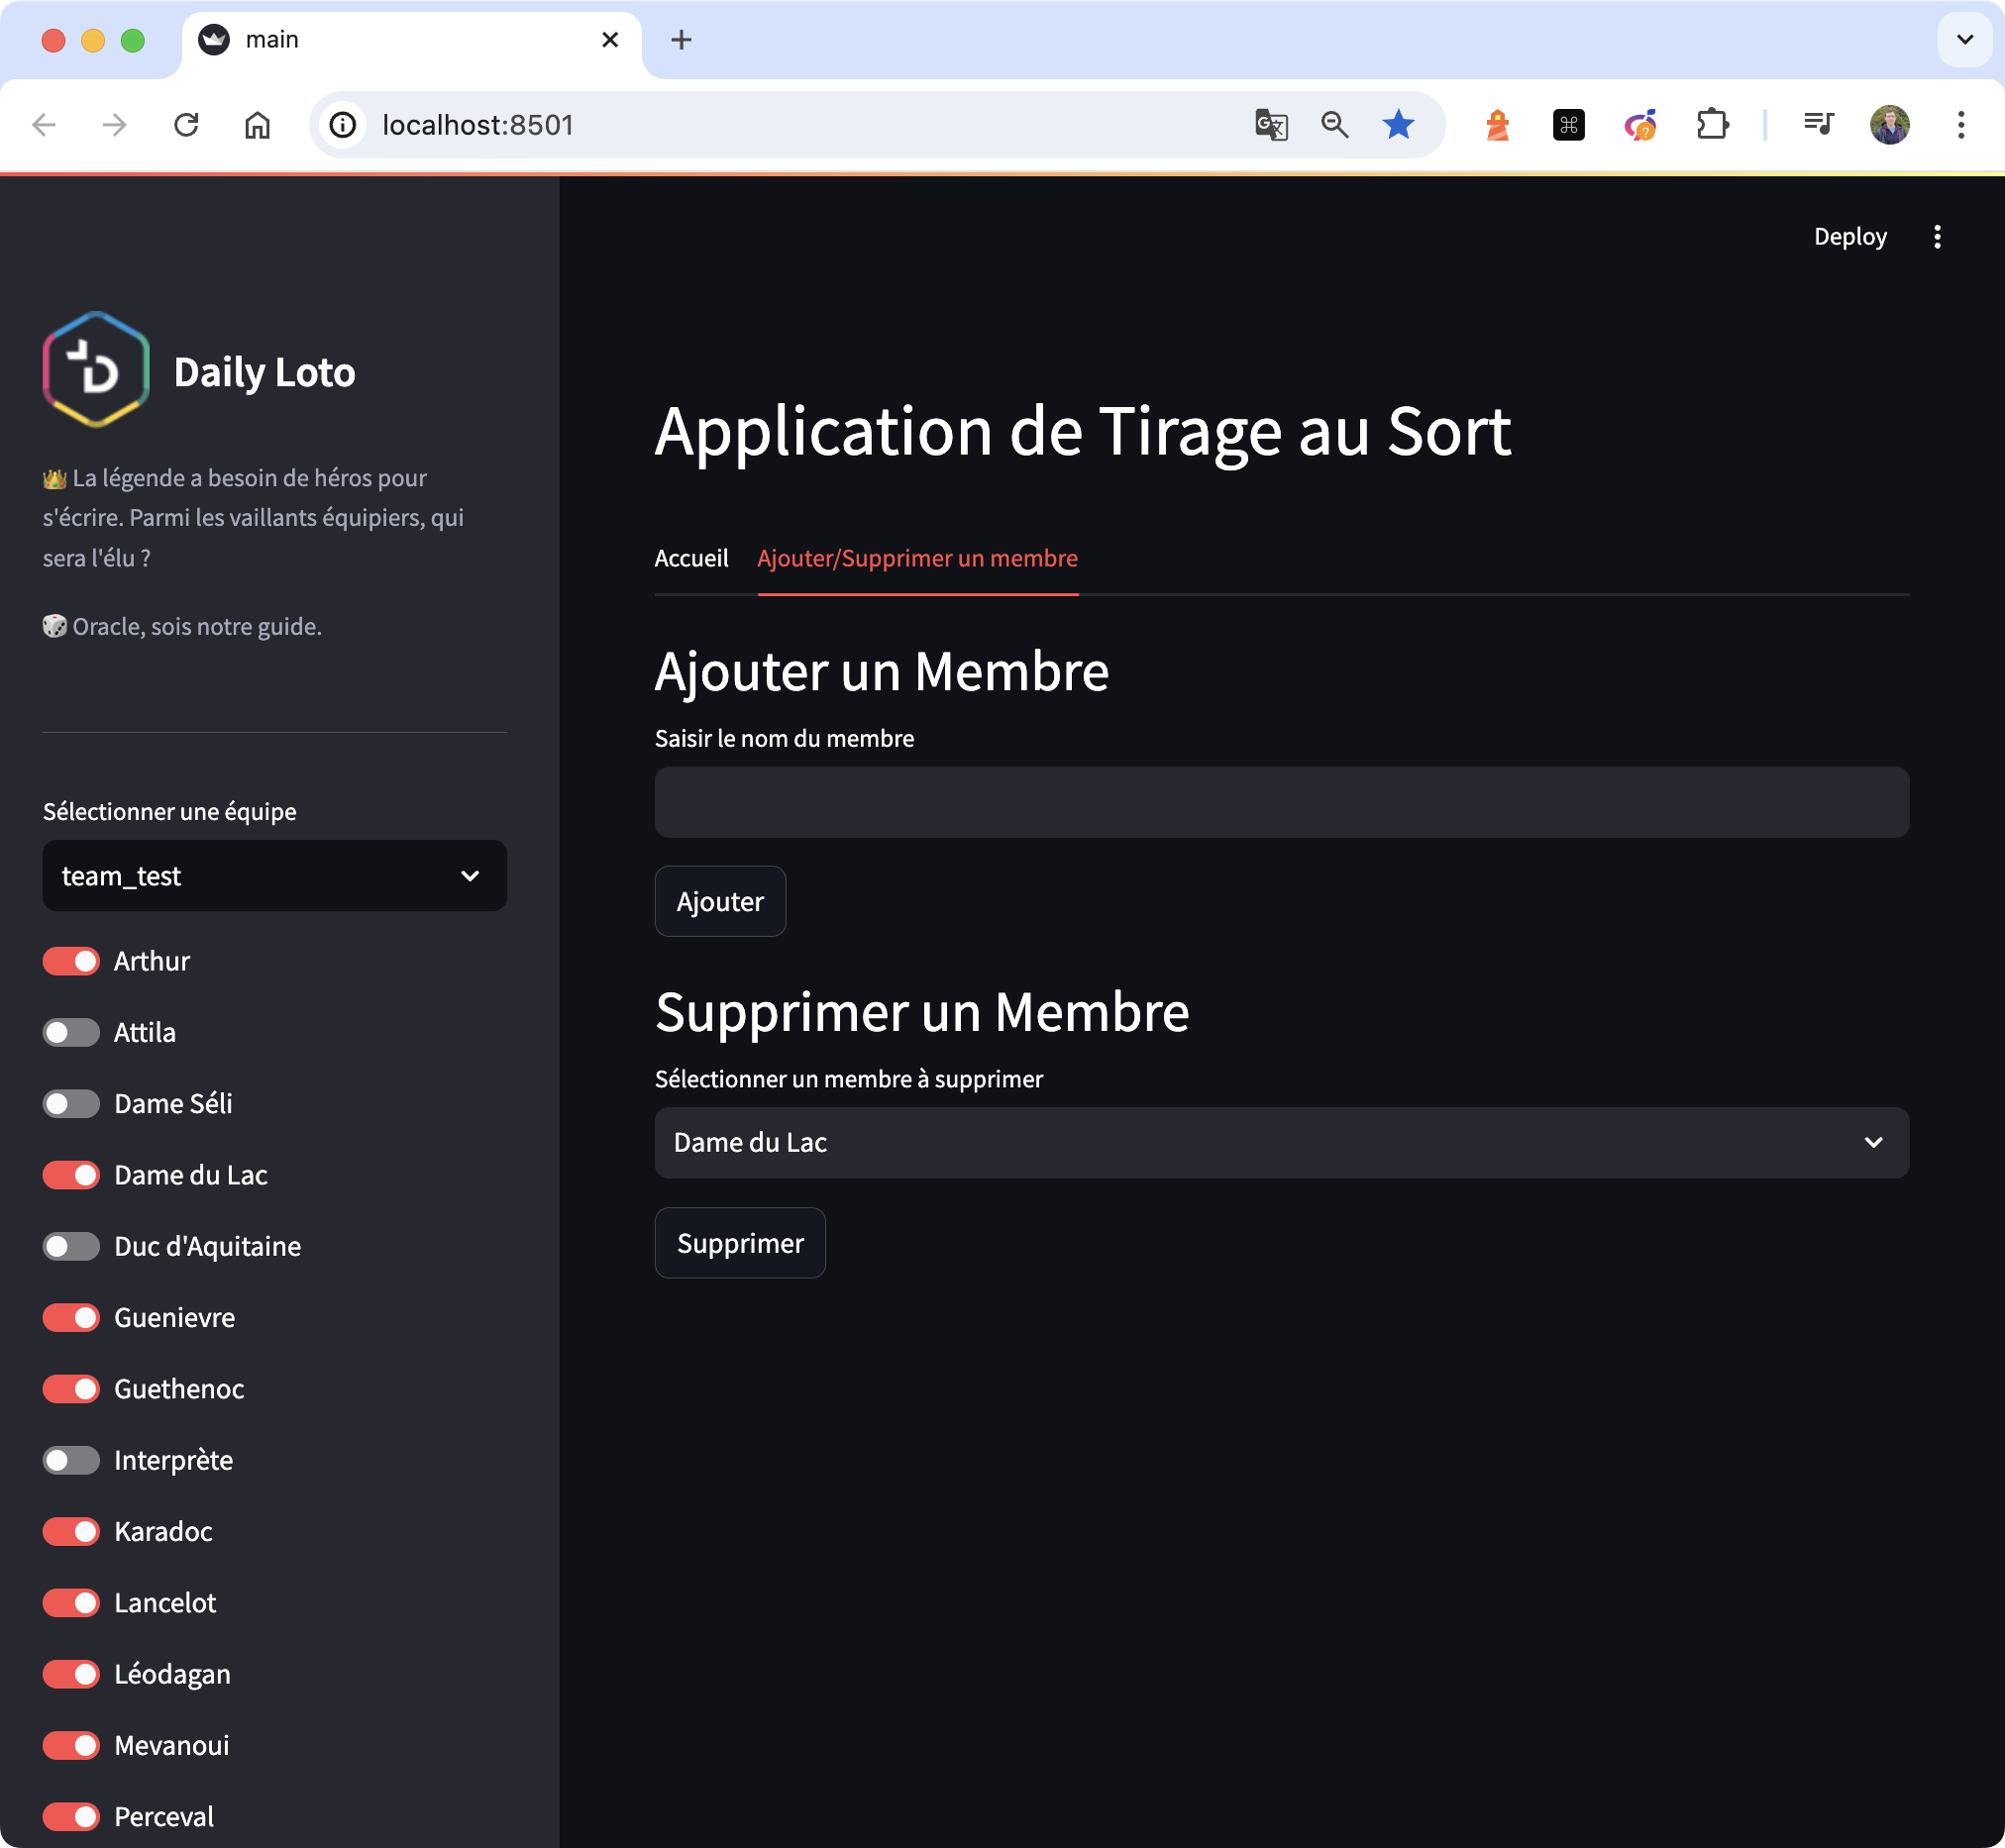 main
localhost:8501
Deploy
Daily Loto
👑 La légende a besoin de héros pour
s'écrire. Parmi les vaillants équipiers, qui
sera l'élu ?
🎲 Oracle, sois notre guide.
Sélectionner une équipe
team_test
Arthur
Attila
Dame Séli
Dame du Lac
Duc d'Aquitaine
Guenievre
Guethenoc
Interprète
Karadoc
Lancelot
Léodagan
Mevanoui
Perceval
Application de Tirage au Sort
Accueil Ajouter/Supprimer un membre
Ajouter un Membre
Saisir le nom du membre
Ajouter
Supprimer un Membre
Sélectionner un membre à supprimer
Dame du Lac
Supprimer